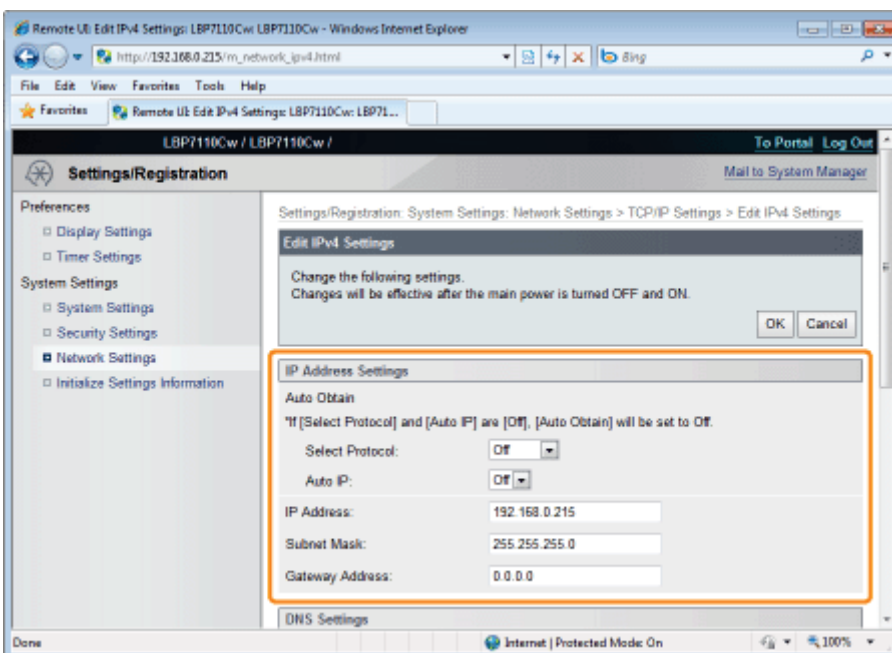 Remote UI: Edit IPv4 Settings: LBP7110Cw: LBP7110Cw - Windows Internet Explorer
http://192.168.0.215/m_network_ipv4.html
Bing
File Edit View Favorites Tools Help
Favorites
Remote UI: Edit IPv4 Settings: LBP7110Cw: LBP71...
LBP7110Cw / LBP7110Cw /
To Portal Log Out
Settings/Registration
Mail to System Manager
Preferences
Display Settings
Timer Settings
System Settings
System Settings
Security Settings
Network Settings
Initialize Settings Information
Settings/Registration: System Settings: Network Settings > TCP/IP Settings > Edit IPv4 Settings
Edit IPv4 Settings
Change the following settings.
Changes will be effective after the main power is turned OFF and ON.
OK Cancel
IP Address Settings
Auto Obtain
*If [Select Protocol] and [Auto IP] are [Off], [Auto Obtain] will be set to Off.
Select Protocol: Off
Auto IP: Off
IP Address: 192.168.0.215
Subnet Mask: 255.255.255.0
Gateway Address: 0.0.0.0
DNS Settings
Done
Internet | Protected Mode: On
100%